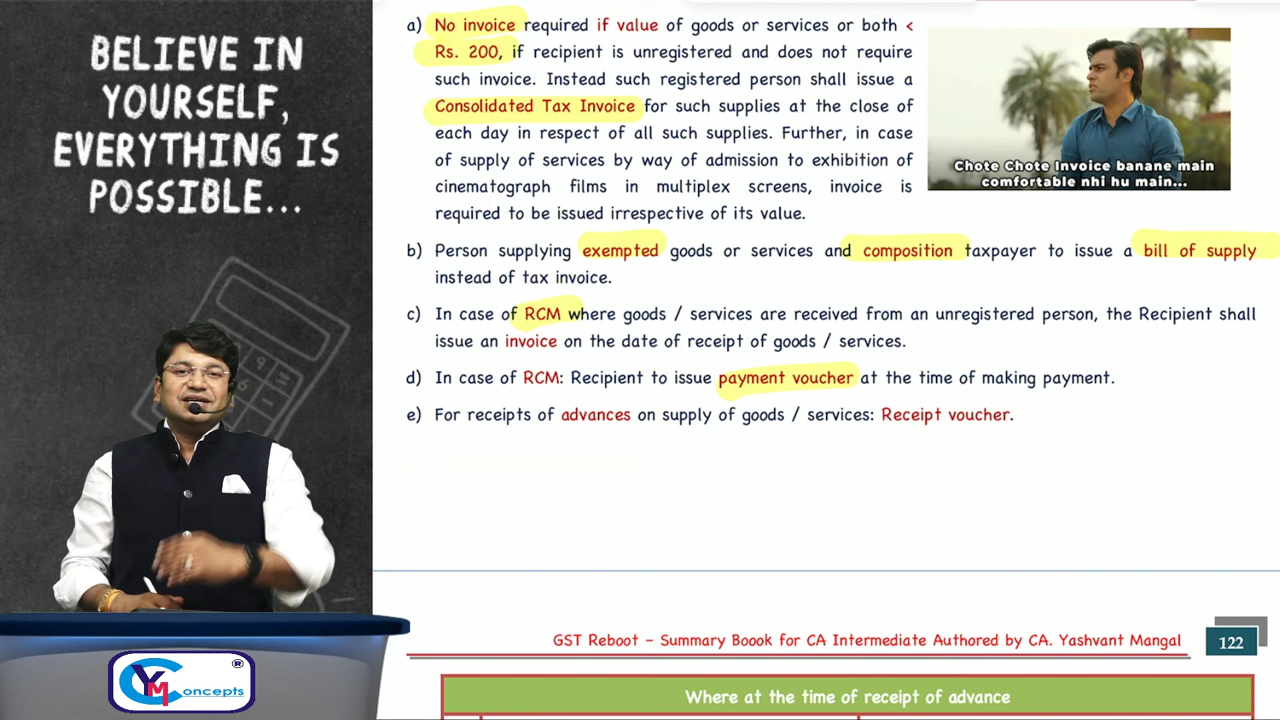 BELIEVE IN
YOURSELF,
EVERYTHING IS
POSSIBLE...
a) No invoice required if value of goods or services or both <
Rs. 200, if recipient is unregistered and does not require
such invoice. Instead such registered person shall issue a
Consolidated Tax Invoice for such supplies at the close of
each day in respect of all such supplies. Further, in case
of supply of services by way of admission to exhibition of
cinematograph films in multiplex screens, invoice is
required to be issued irrespective of its value.
Chote Chote Invoice banane main
comfortable nhi hu main...
b) Person supplying exempted goods or services and composition taxpayer to issue a bill of supply
instead of tax invoice.
c) In case of RCM where goods / services are received from an unregistered person, the Recipient shall
issue an invoice on the date of receipt of goods / services.
d) In case of RCM: Recipient to issue payment voucher at the time of making payment.
e) For receipts of advances on supply of goods / services: Receipt voucher.
GST Reboot – Summary Boook for CA Intermediate Authored by CA. Yashvant Mangal
122
Where at the time of receipt of advance
YM Concepts ®